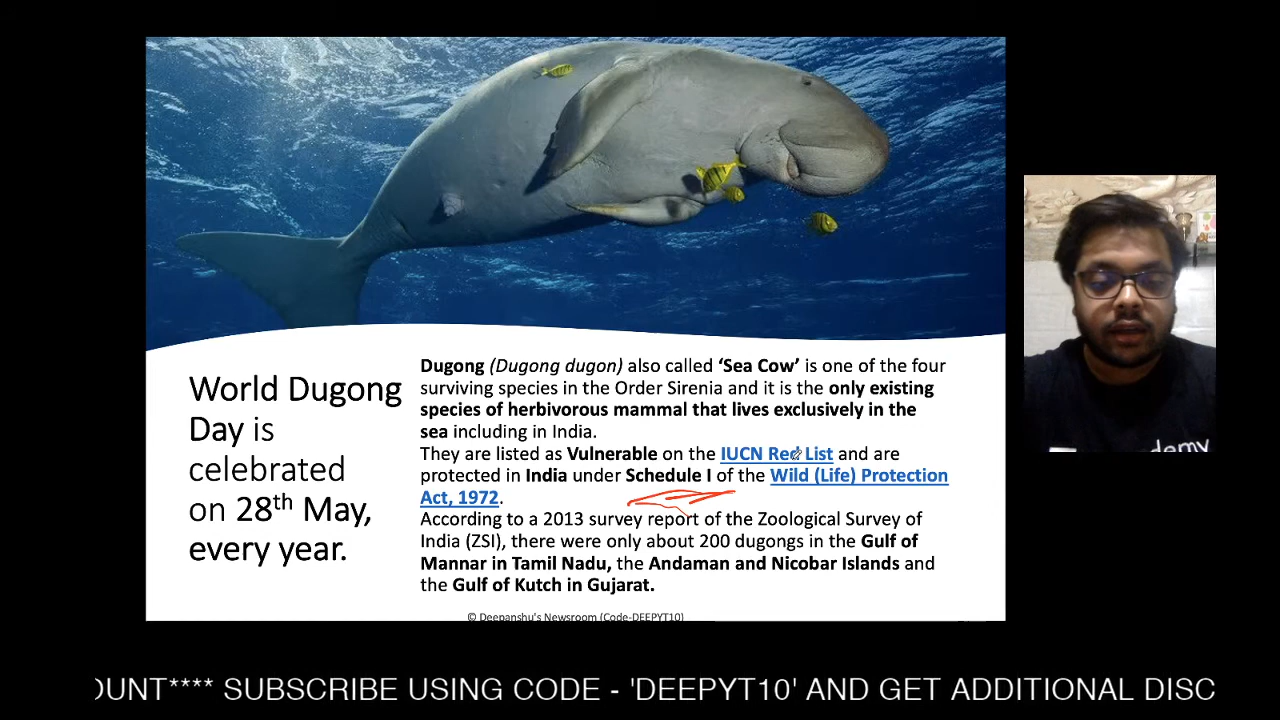 World Dugong
Day is
celebrated
on 28th May,
every year.
Dugong (Dugong dugon) also called ‘Sea Cow’ is one of the four
surviving species in the Order Sirenia and it is the only existing
species of herbivorous mammal that lives exclusively in the
sea including in India.
They are listed as Vulnerable on the IUCN Red List and are
protected in India under Schedule I of the Wild (Life) Protection
Act, 1972.
According to a 2013 survey report of the Zoological Survey of
India (ZSI), there were only about 200 dugongs in the Gulf of
Mannar in Tamil Nadu, the Andaman and Nicobar Islands and
the Gulf of Kutch in Gujarat.
© Deepanshu's Newsroom (Code-DEEPYT10)
demy
OUNT**** SUBSCRIBE USING CODE - 'DEEPYT10' AND GET ADDITIONAL DISC